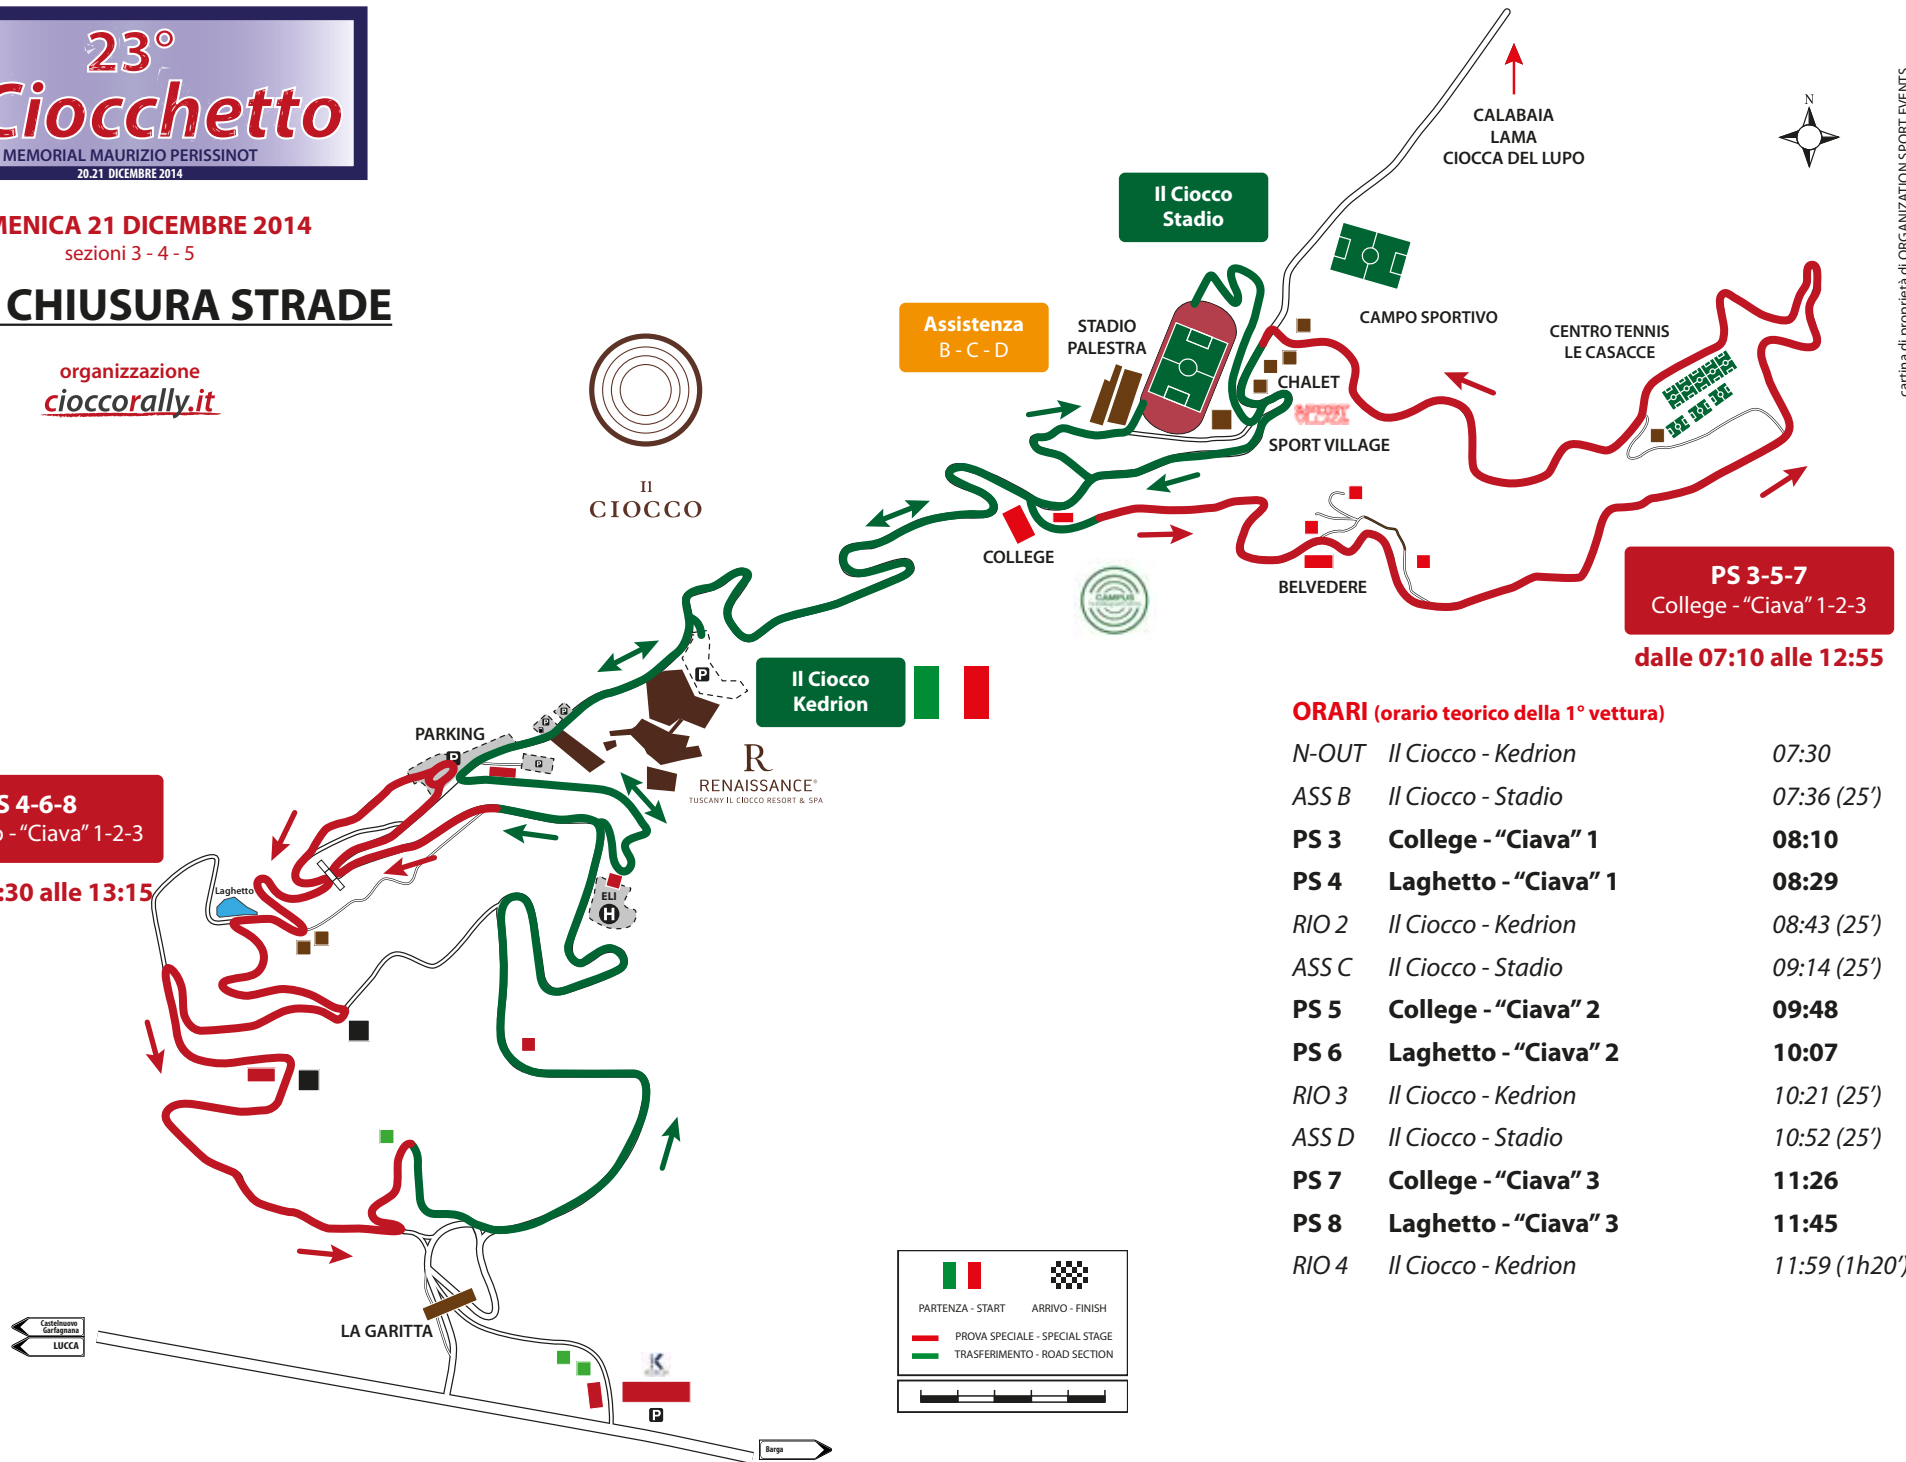 23°
Ciocchetto
MEMORIAL MAURIZIO PERISSINOT
20.21 DICEMBRE 2014
MENICA 21 DICEMBRE 2014
sezioni 3 - 4 - 5
CHIUSURA STRADE
organizzazione
cioccorally.it
Il
CIOCCO
CALABAIA
LAMA
CIOCCA DEL LUPO
N
cartina di proprietà di ORGANIZATION SPORT EVENTS
Il Ciocco
Stadio
Assistenza
B - C - D
STADIO
PALESTRA
CAMPO SPORTIVO
CENTRO TENNIS
LE CASACCE
CHALET
SPORT
VILLAGE
SPORT VILLAGE
COLLEGE
CAMPUS
BELVEDERE
PS 3-5-7
College - “Ciava” 1-2-3
dalle 07:10 alle 12:55
Il Ciocco
Kedrion
P
P
P
PARKING
P
P
R
RENAISSANCE®
TUSCANY IL CIOCCO RESORT & SPA
S 4-6-8
o - “Ciava” 1-2-3
:30 alle 13:15
Laghetto
ELI
H
LA GARITTA
Castelnuovo
Garfagnana
LUCCA
K
P
Barga
ORARI (orario teorico della 1° vettura)
N-OUT Il Ciocco - Kedrion 07:30
ASS B Il Ciocco - Stadio 07:36 (25’)
PS 3 College - “Ciava” 1 08:10
PS 4 Laghetto - “Ciava” 1 08:29
RIO 2 Il Ciocco - Kedrion 08:43 (25’)
ASS C Il Ciocco - Stadio 09:14 (25’)
PS 5 College - “Ciava” 2 09:48
PS 6 Laghetto - “Ciava” 2 10:07
RIO 3 Il Ciocco - Kedrion 10:21 (25’)
ASS D Il Ciocco - Stadio 10:52 (25’)
PS 7 College - “Ciava” 3 11:26
PS 8 Laghetto - “Ciava” 3 11:45
RIO 4 Il Ciocco - Kedrion 11:59 (1h20’)
PARTENZA - START ARRIVO - FINISH
PROVA SPECIALE - SPECIAL STAGE
TRASFERIMENTO - ROAD SECTION